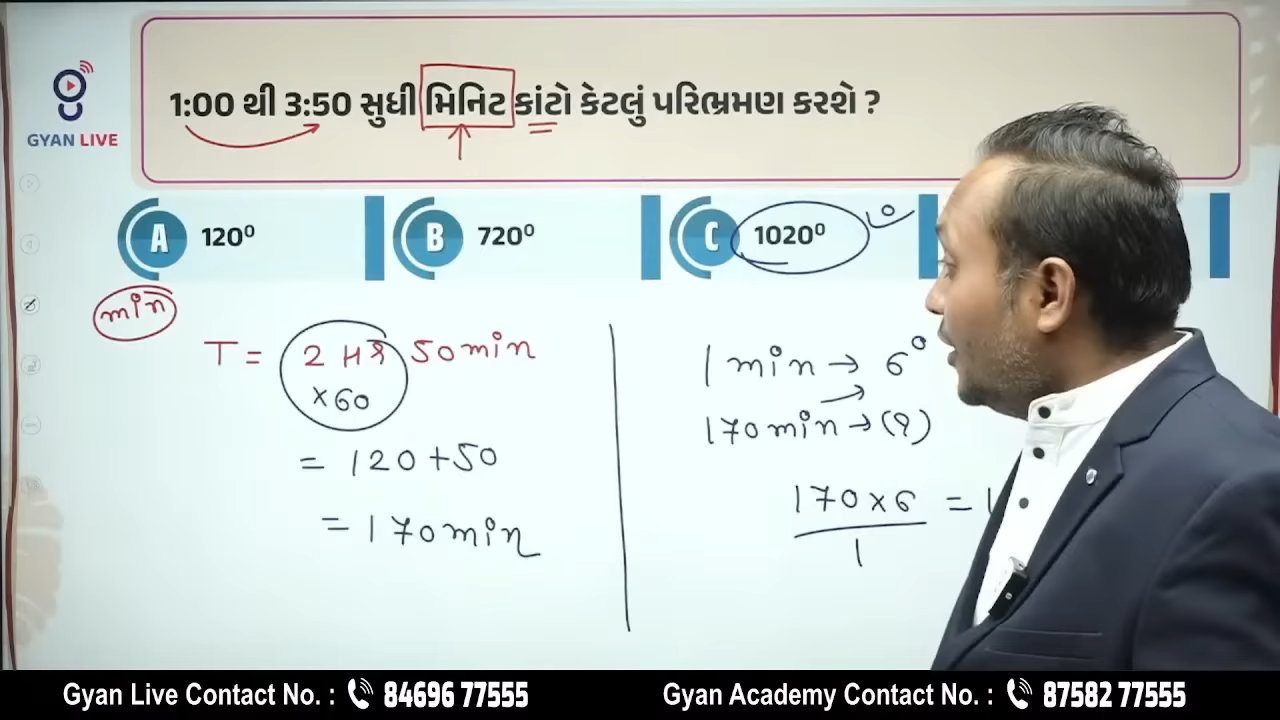 1:00 થી 3:50 સુધી મિનિટ કાંટો કેટલું પરિભ્રમણ કરશે ?
GYAN LIVE
A 120⁰
B 720⁰
C 1020⁰
min
T = 2 Hr 50 min
×60
= 120 + 50
= 170 min
1 min → 6°
170 min → (?)
170 × 6 = 1
1
Gyan Live Contact No. : 84696 77555
Gyan Academy Contact No. : 87582 77555